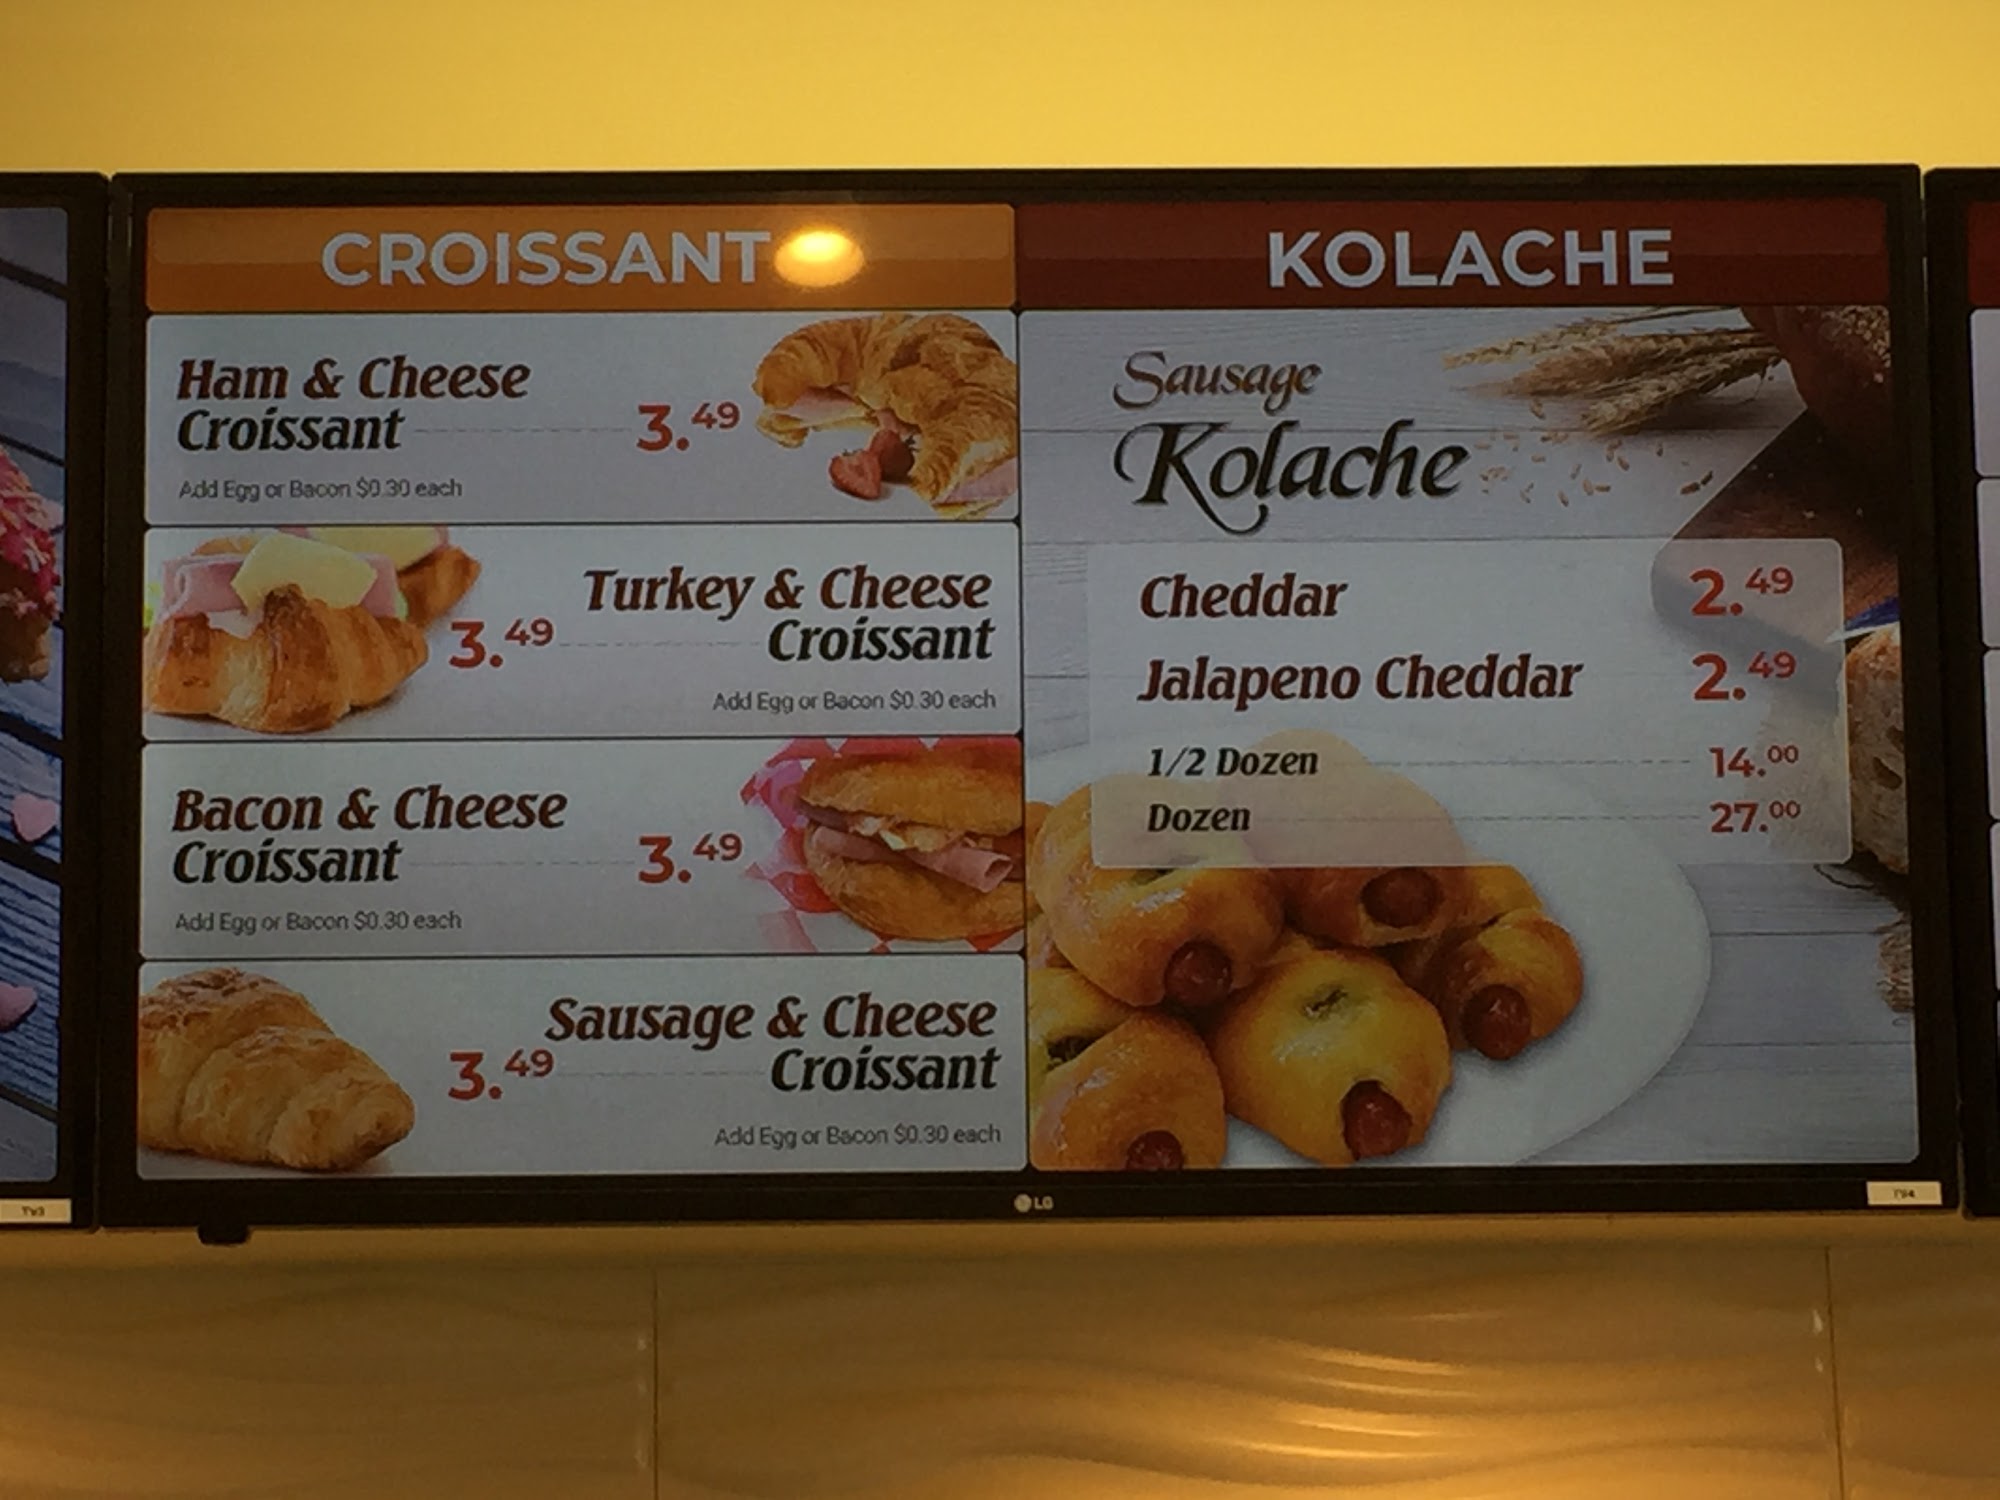 CROISSANT
Ham & Cheese
Croissant 3.49
Add Egg or Bacon $0.30 each
Turkey & Cheese
3.49 Croissant
Add Egg or Bacon $0.30 each
Bacon & Cheese
Croissant 3.49
Add Egg or Bacon $0.30 each
Sausage & Cheese
3.49 Croissant
Add Egg or Bacon $0.30 each
KOLACHE
Sausage
Kolache
Cheddar 2.49
Jalapeno Cheddar 2.49
1/2 Dozen 14.00
Dozen 27.00
LG
TV3
TV4